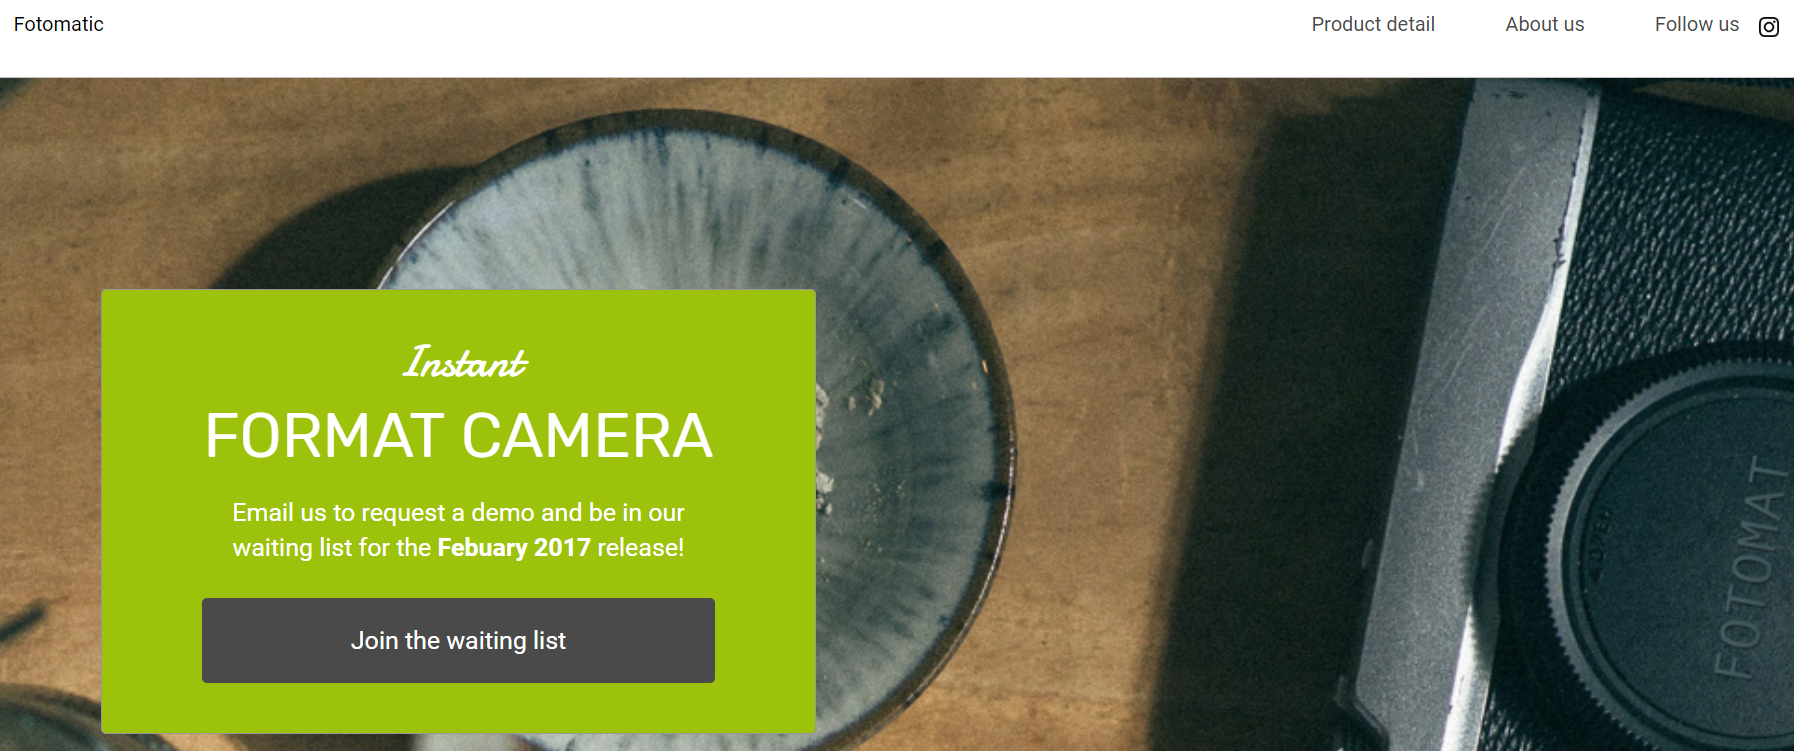 Fotomatic
Product detail
About us
Follow us
Instant
FORMAT CAMERA
Email us to request a demo and be in our
waiting list for the Febuary 2017 release!
Join the waiting list
FOTOMAT